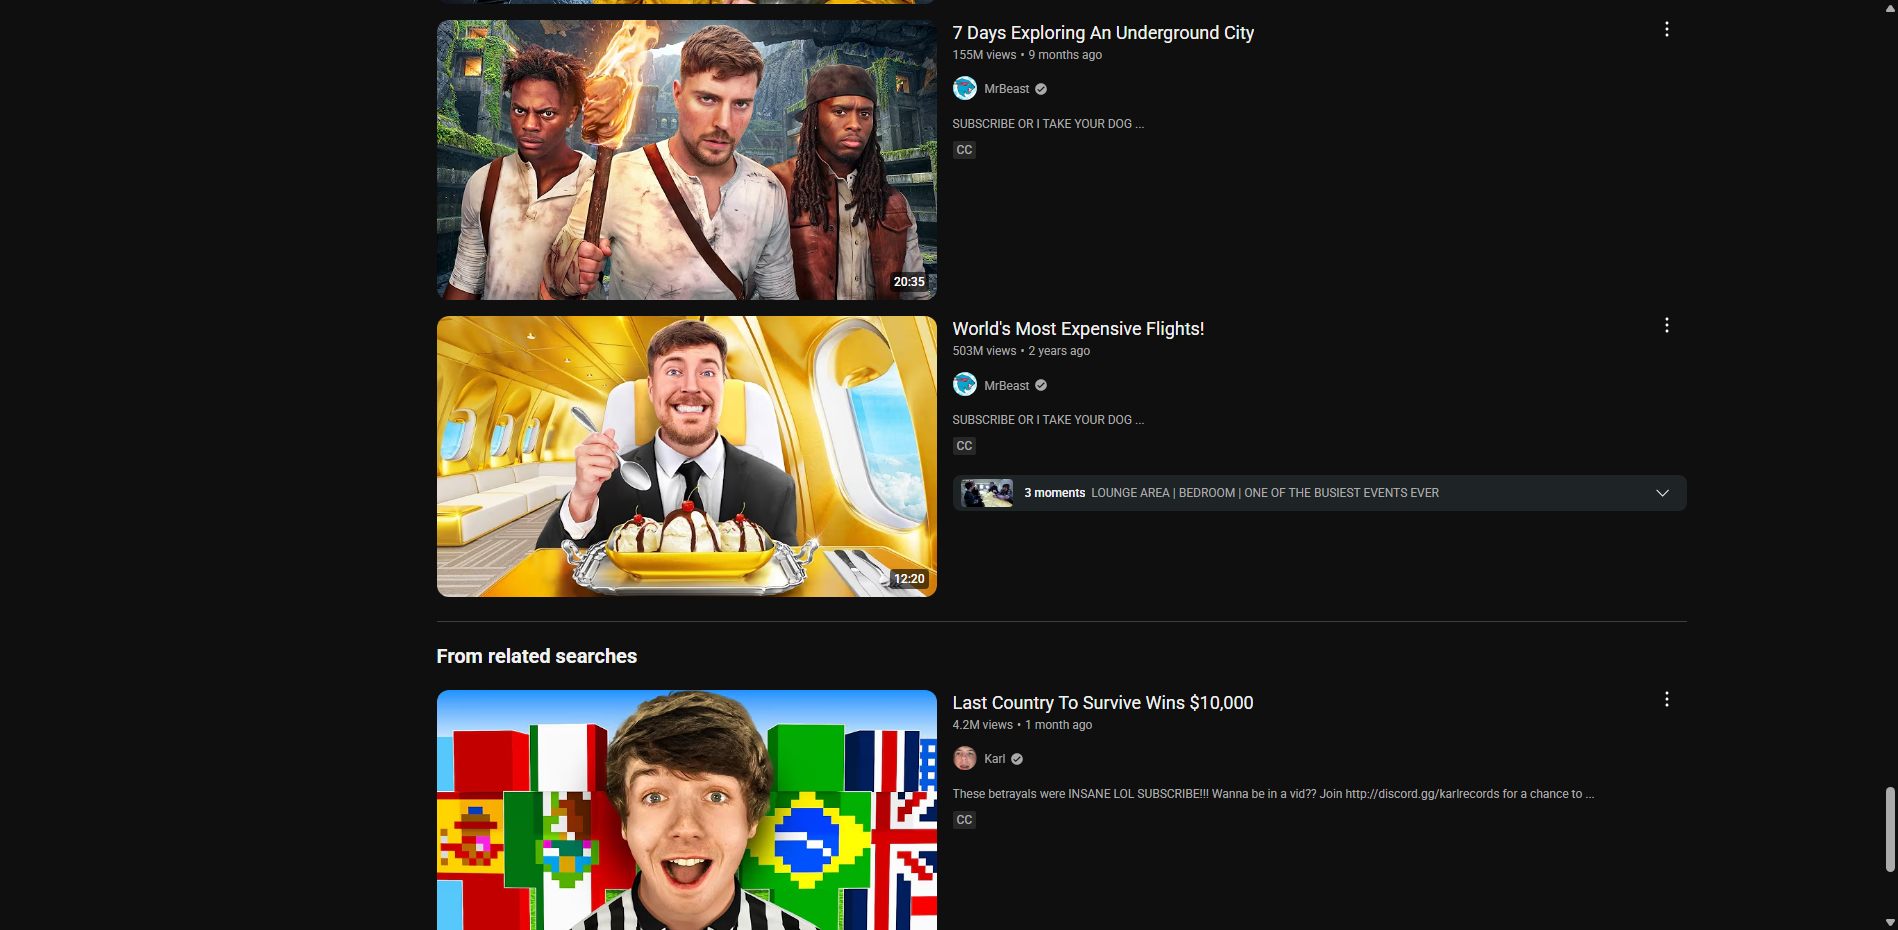 7 Days Exploring An Underground City
155M views • 9 months ago
MrBeast
SUBSCRIBE OR I TAKE YOUR DOG ...
CC
20:35
World's Most Expensive Flights!
503M views • 2 years ago
MrBeast
SUBSCRIBE OR I TAKE YOUR DOG ...
CC
3 moments LOUNGE AREA | BEDROOM | ONE OF THE BUSIEST EVENTS EVER
12:20
From related searches
Last Country To Survive Wins $10,000
4.2M views • 1 month ago
Karl
These betrayals were INSANE LOL SUBSCRIBE!!! Wanna be in a vid?? Join http://discord.gg/karlrecords for a chance to ...
CC